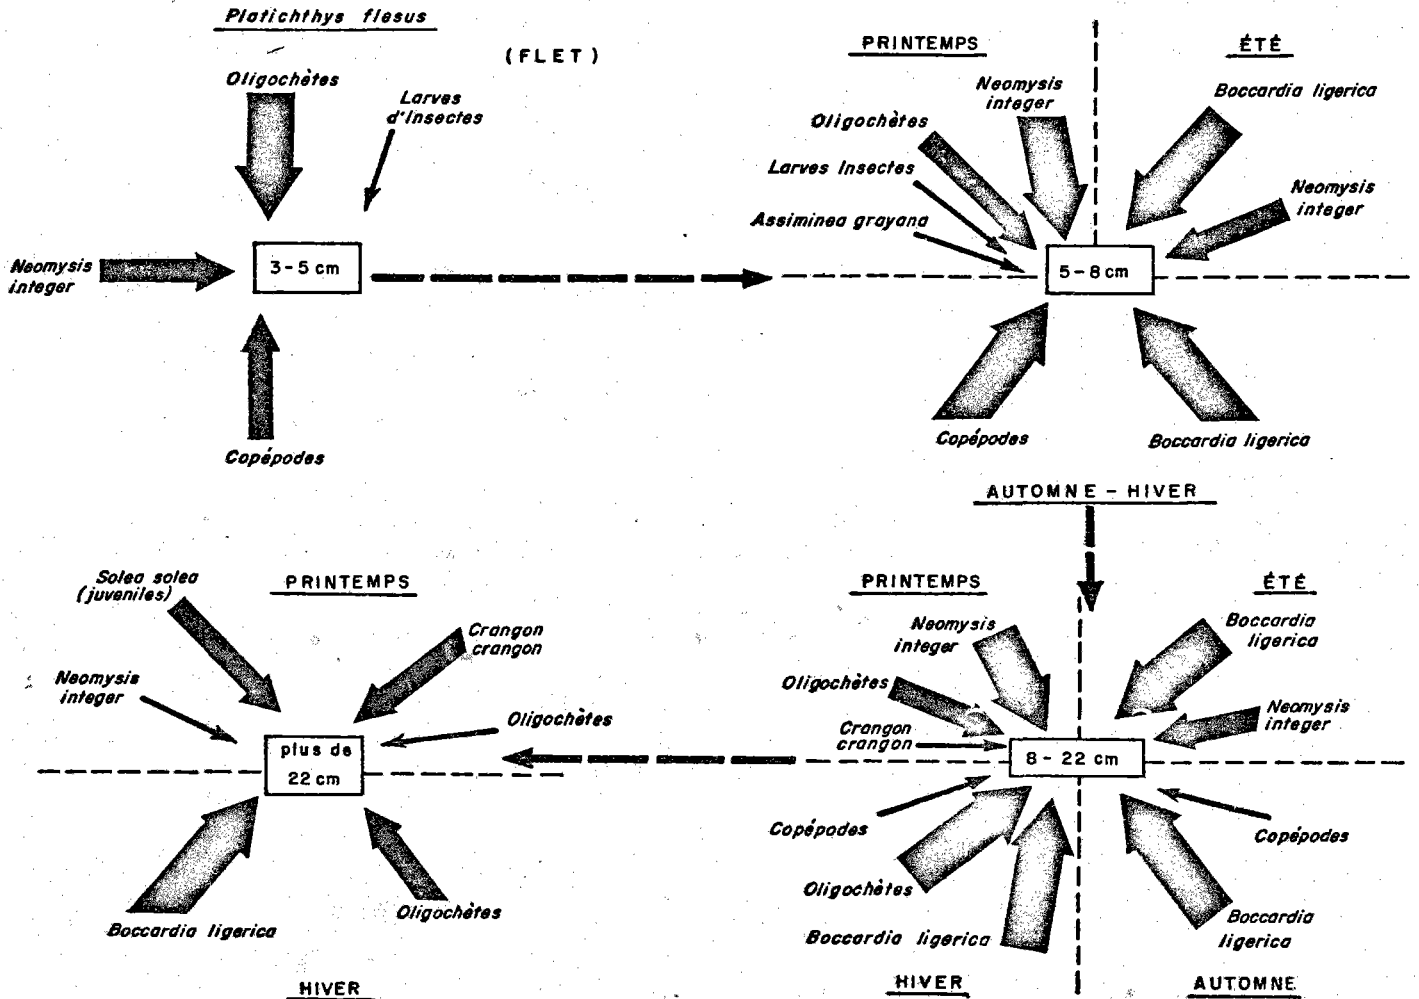 Platichthys flesus
(FLET)
Oligochètes
Larves
d'Insectes
Neomysis
integer
3-5 cm
Copépodes
PRINTEMPS
ÉTÉ
Neomysis
integer
Boccardia ligerica
Oligochètes
Larves Insectes
Neomysis
integer
Assiminea grayana
5-8 cm
Copépodes
Boccardia ligerica
AUTOMNE - HIVER
Solea solea
(juveniles)
PRINTEMPS
Crangon
crangon
Neomysis
integer
Oligochètes
plus de
22 cm
Boccardia ligerica
Oligochètes
HIVER
PRINTEMPS
ÉTÉ
Neomysis
integer
Boccardia
ligerica
Oligochètes
Neomysis
integer
Crangon
crangon
8-22 cm
Copépodes
Copépodes
Oligochètes
Boccardia ligerica
Boccardia
ligerica
HIVER
AUTOMNE